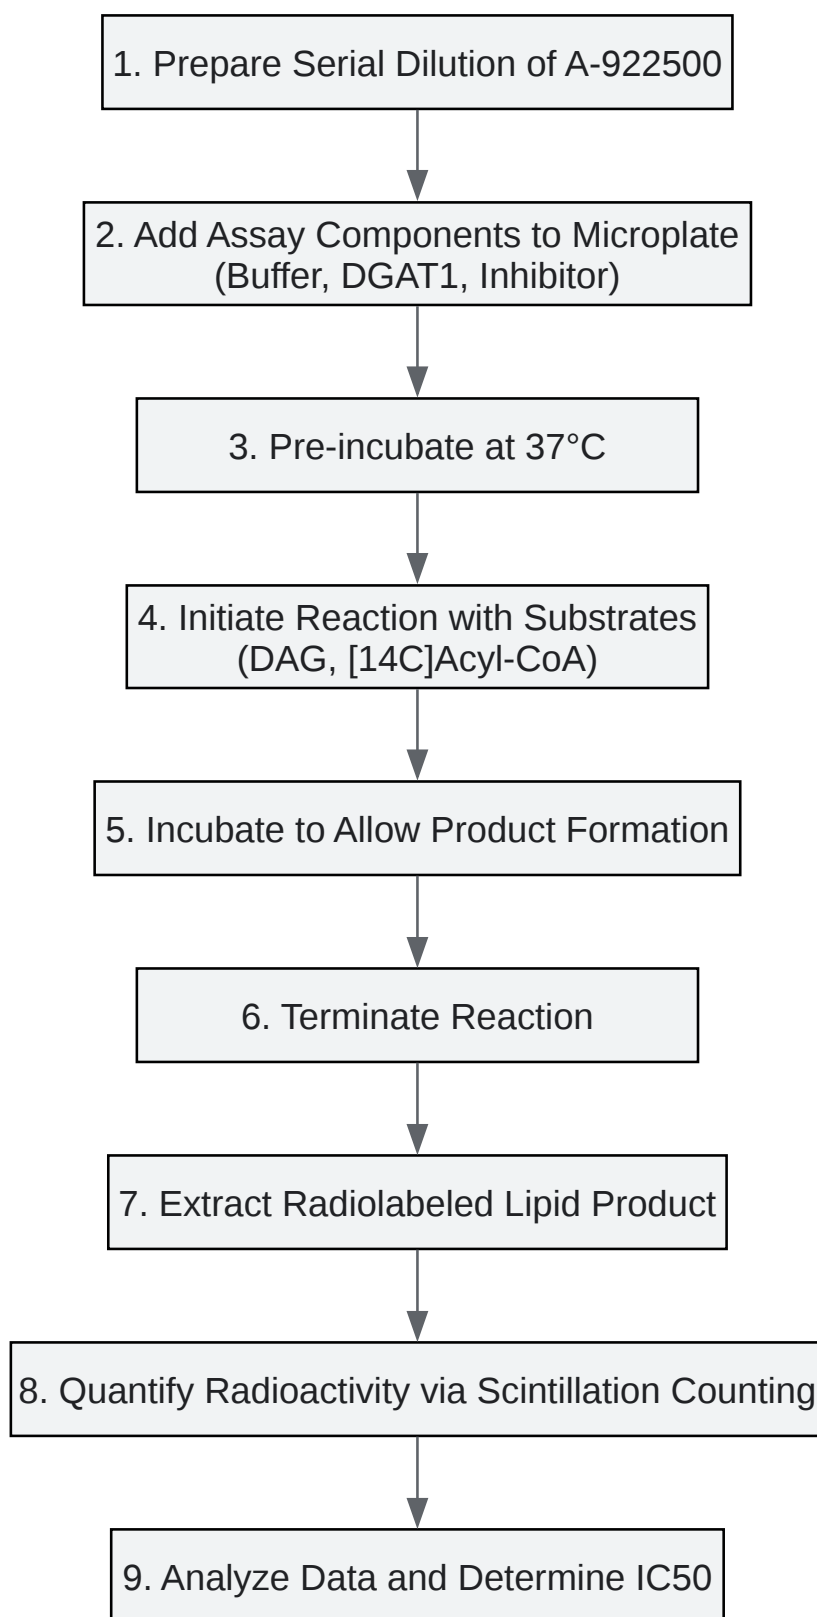 1. Prepare Serial Dilution of A-922500
2. Add Assay Components to Microplate
(Buffer, DGAT1, Inhibitor)
3. Pre-incubate at 37°C
4. Initiate Reaction with Substrates
(DAG, [14C]Acyl-CoA)
5. Incubate to Allow Product Formation
6. Terminate Reaction
7. Extract Radiolabeled Lipid Product
8. Quantify Radioactivity via Scintillation Counting
9. Analyze Data and Determine IC50